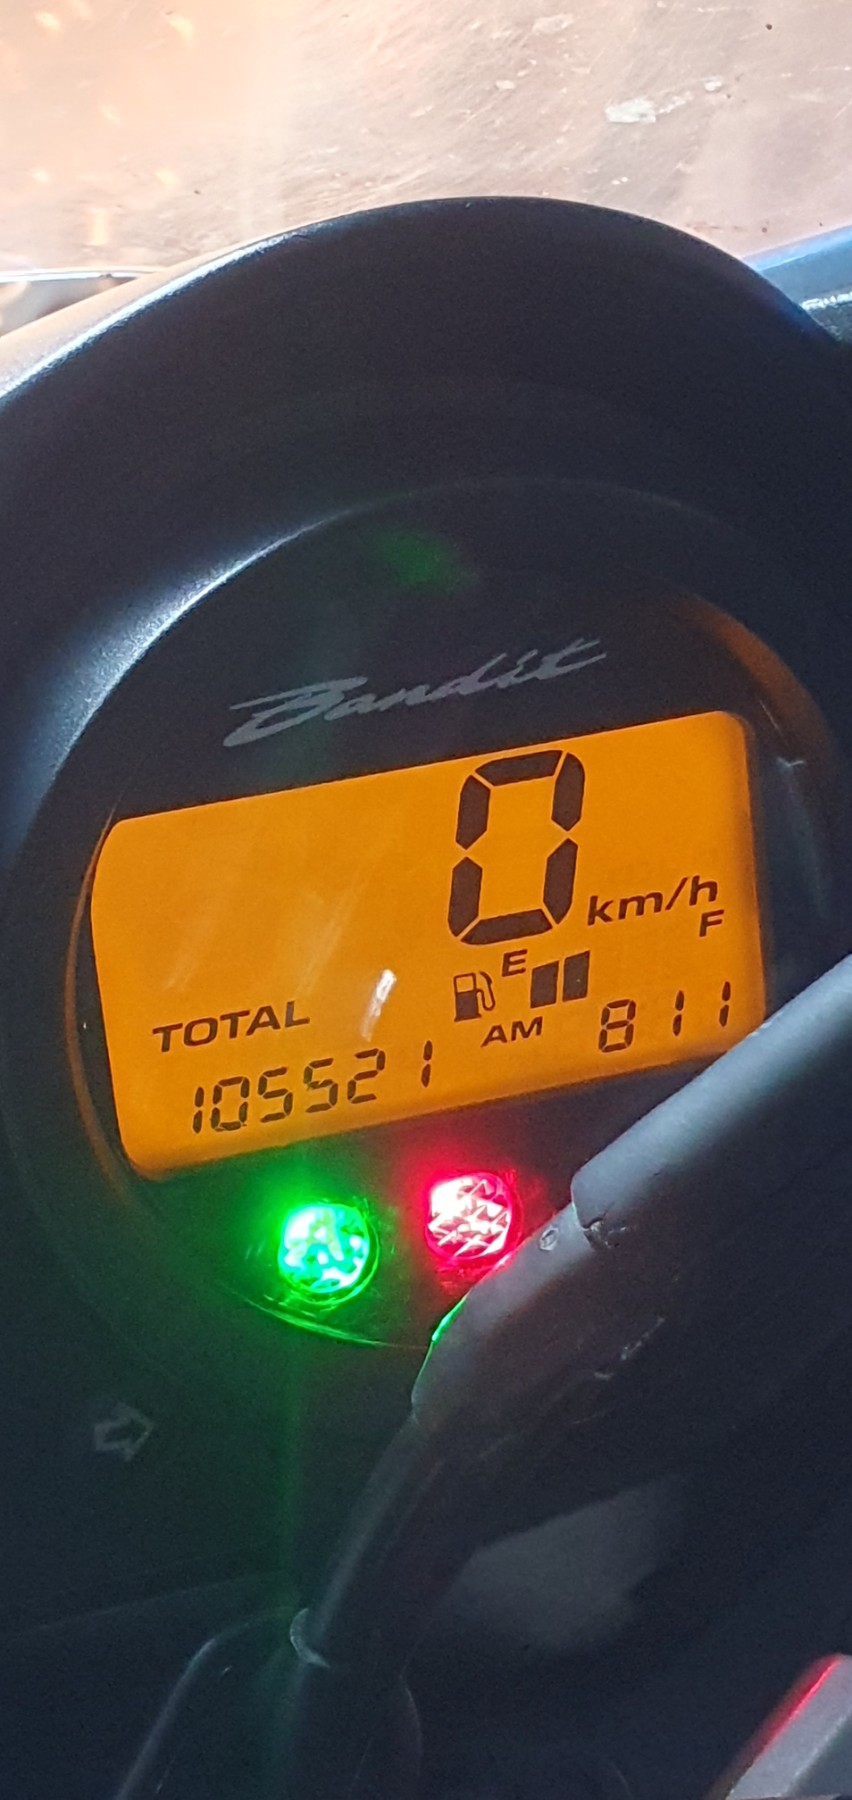 Bandit
0 km/h
E F
TOTAL
AM 811
105521